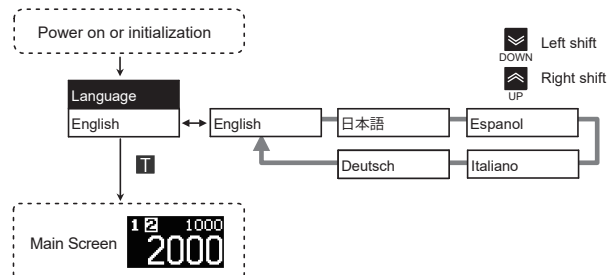 Power on or initialization
DOWN
Left shift
UP
Right shift
Language
English
English
日本語
Espanol
Deutsch
Italiano
T
Main Screen
1 2 1000
2000